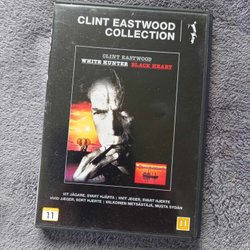 CLINT EASTWOOD
COLLECTION
CLINT EASTWOOD
WHITE HUNTER BLACK HEART
VIT JÄGARE, SVART HJÄRTA | HVIT JEGER, SVART HJERTE
HVID JÆGER, SORT HJERTE | VALKOINEN METSÄSTÄJÄ, MUSTA SYDÄN
11
11